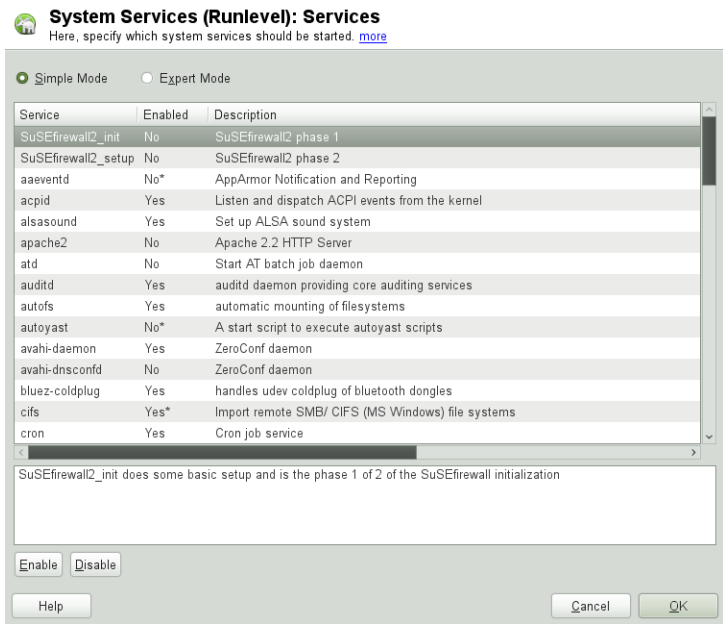 System Services (Runlevel): Services
Here, specify which system services should be started. more
Simple Mode Expert Mode
Service Enabled Description
SuSEfirewall2_init No SuSEfirewall2 phase 1
SuSEfirewall2_setup No SuSEfirewall2 phase 2
aaeventd No* AppArmor Notification and Reporting
acpid Yes Listen and dispatch ACPI events from the kernel
alsasound Yes Set up ALSA sound system
apache2 No Apache 2.2 HTTP Server
atd No Start AT batch job daemon
auditd Yes auditd daemon providing core auditing services
autofs Yes automatic mounting of filesystems
autoyast No* A start script to execute autoyast scripts
avahi-daemon Yes ZeroConf daemon
avahi-dnsconfd No ZeroConf daemon
bluez-coldplug Yes handles udev coldplug of bluetooth dongles
cifs Yes* Import remote SMB/ CIFS (MS Windows) file systems
cron Yes Cron job service
SuSEfirewall2_init does some basic setup and is the phase 1 of 2 of the SuSEfirewall initialization
Enable Disable
Help Cancel OK